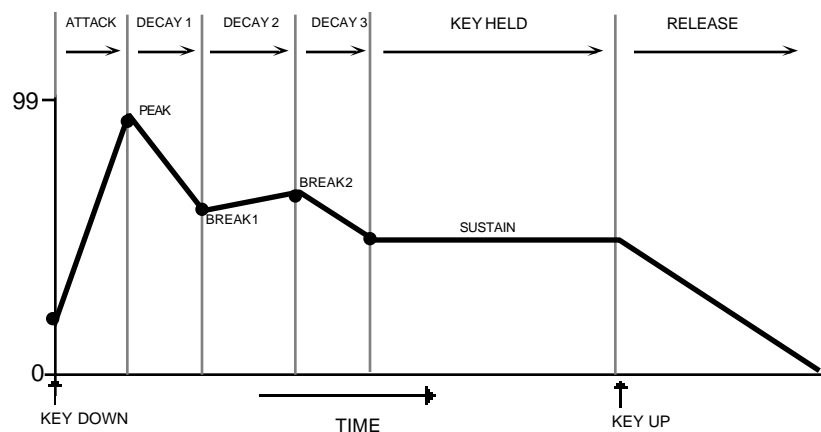 ATTACK
DECAY 1
DECAY 2
DECAY 3
KEY HELD
RELEASE
99
PEAK
BREAK2
BREAK1
SUSTAIN
0
KEY DOWN
TIME
KEY UP